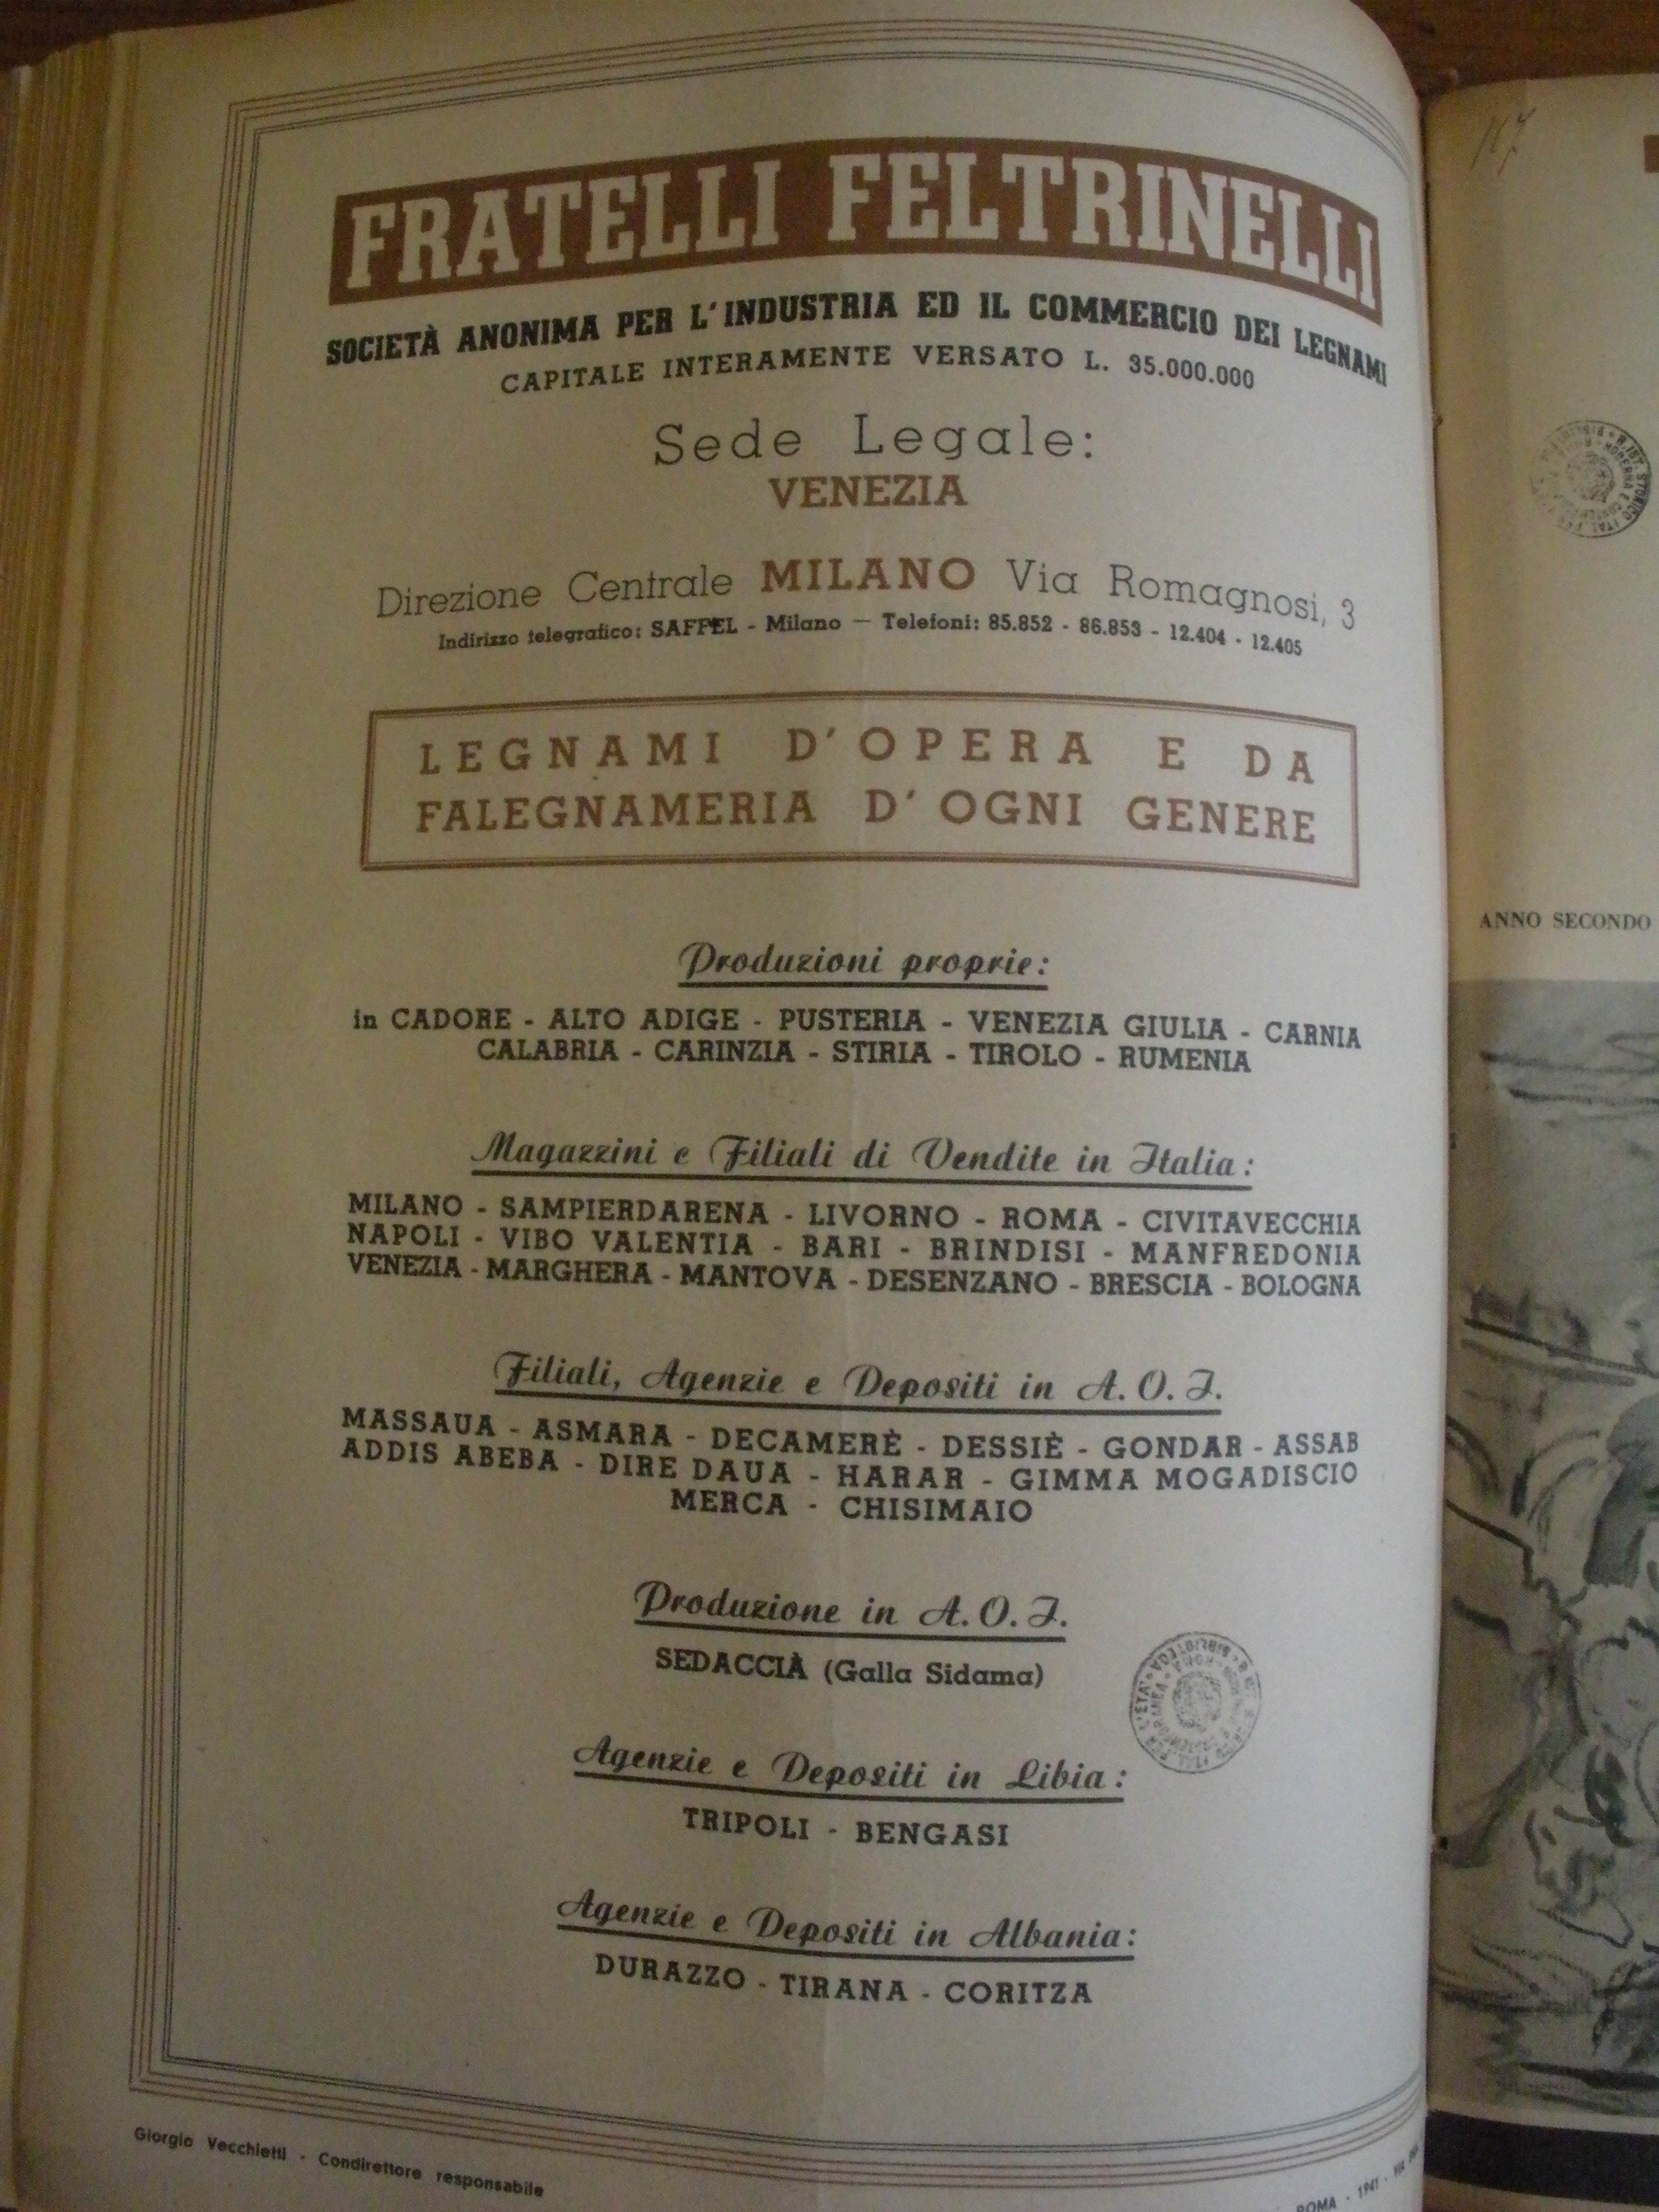 FRATELLI FELTRINELLI
SOCIETÀ ANONIMA PER L'INDUSTRIA ED IL COMMERCIO DEI LEGNAMI
CAPITALE INTERAMENTE VERSATO L. 35.000.000
Sede Legale:
VENEZIA
Direzione Centrale MILANO Via Romagnosi, 3
Indirizzo telegrafico: SAFFEL - Milano — Telefoni: 85.852 - 86.853 - 12.404 - 12.405
LEGNAMI D'OPERA E DA
FALEGNAMERIA D'OGNI GENERE
Produzioni proprie:
in CADORE - ALTO ADIGE - PUSTERIA - VENEZIA GIULIA - CARNIA
CALABRIA - CARINZIA - STIRIA - TIROLO - RUMENIA
Magazzini e Filiali di Vendite in Italia:
MILANO - SAMPIERDARENA - LIVORNO - ROMA - CIVITAVECCHIA
NAPOLI - VIBO VALENTIA - BARI - BRINDISI - MANFREDONIA
VENEZIA - MARGHERA - MANTOVA - DESENZANO - BRESCIA - BOLOGNA
Filiali, Agenzie e Depositi in A. O. I.
MASSAUA - ASMARA - DECAMERÈ - DESSIÈ - GONDAR - ASSAB
ADDIS ABEBA - DIRE DAUA - HARAR - GIMMA MOGADISCIO
MERCA - CHISIMAIO
Produzione in A. O. I.
SEDACCIÀ (Galla Sidama)
Agenzie e Depositi in Libia:
TRIPOLI - BENGASI
Agenzie e Depositi in Albania:
DURAZZO - TIRANA - CORITZA
Giorgio Vecchietti - Condirettore responsabile
ROMA - 1941 - VIA
ANNO SECONDO